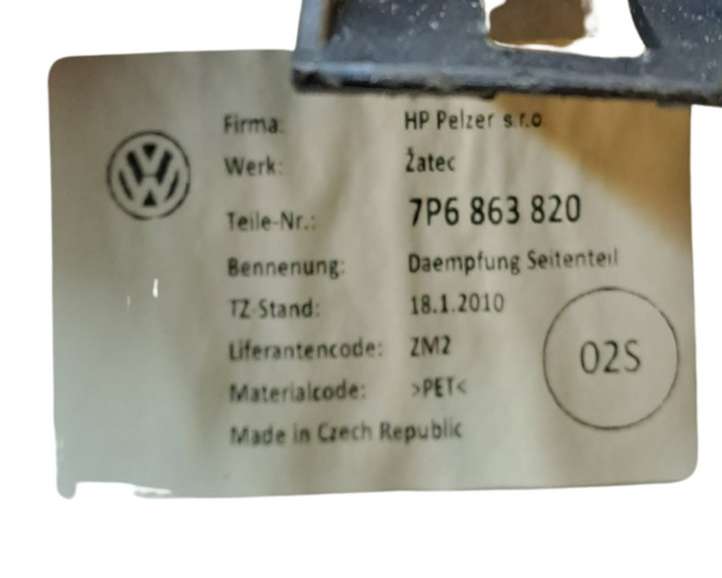 Firma: HP Pelzer s.r.o
Werk: Žatec
Teile-Nr.: 7P6 863 820
Bennenung: Daempfung Seitenteil
TZ-Stand: 18.1.2010
Liferantencode: ZM2
Materialcode: >PET<
Made in Czech Republic
02S